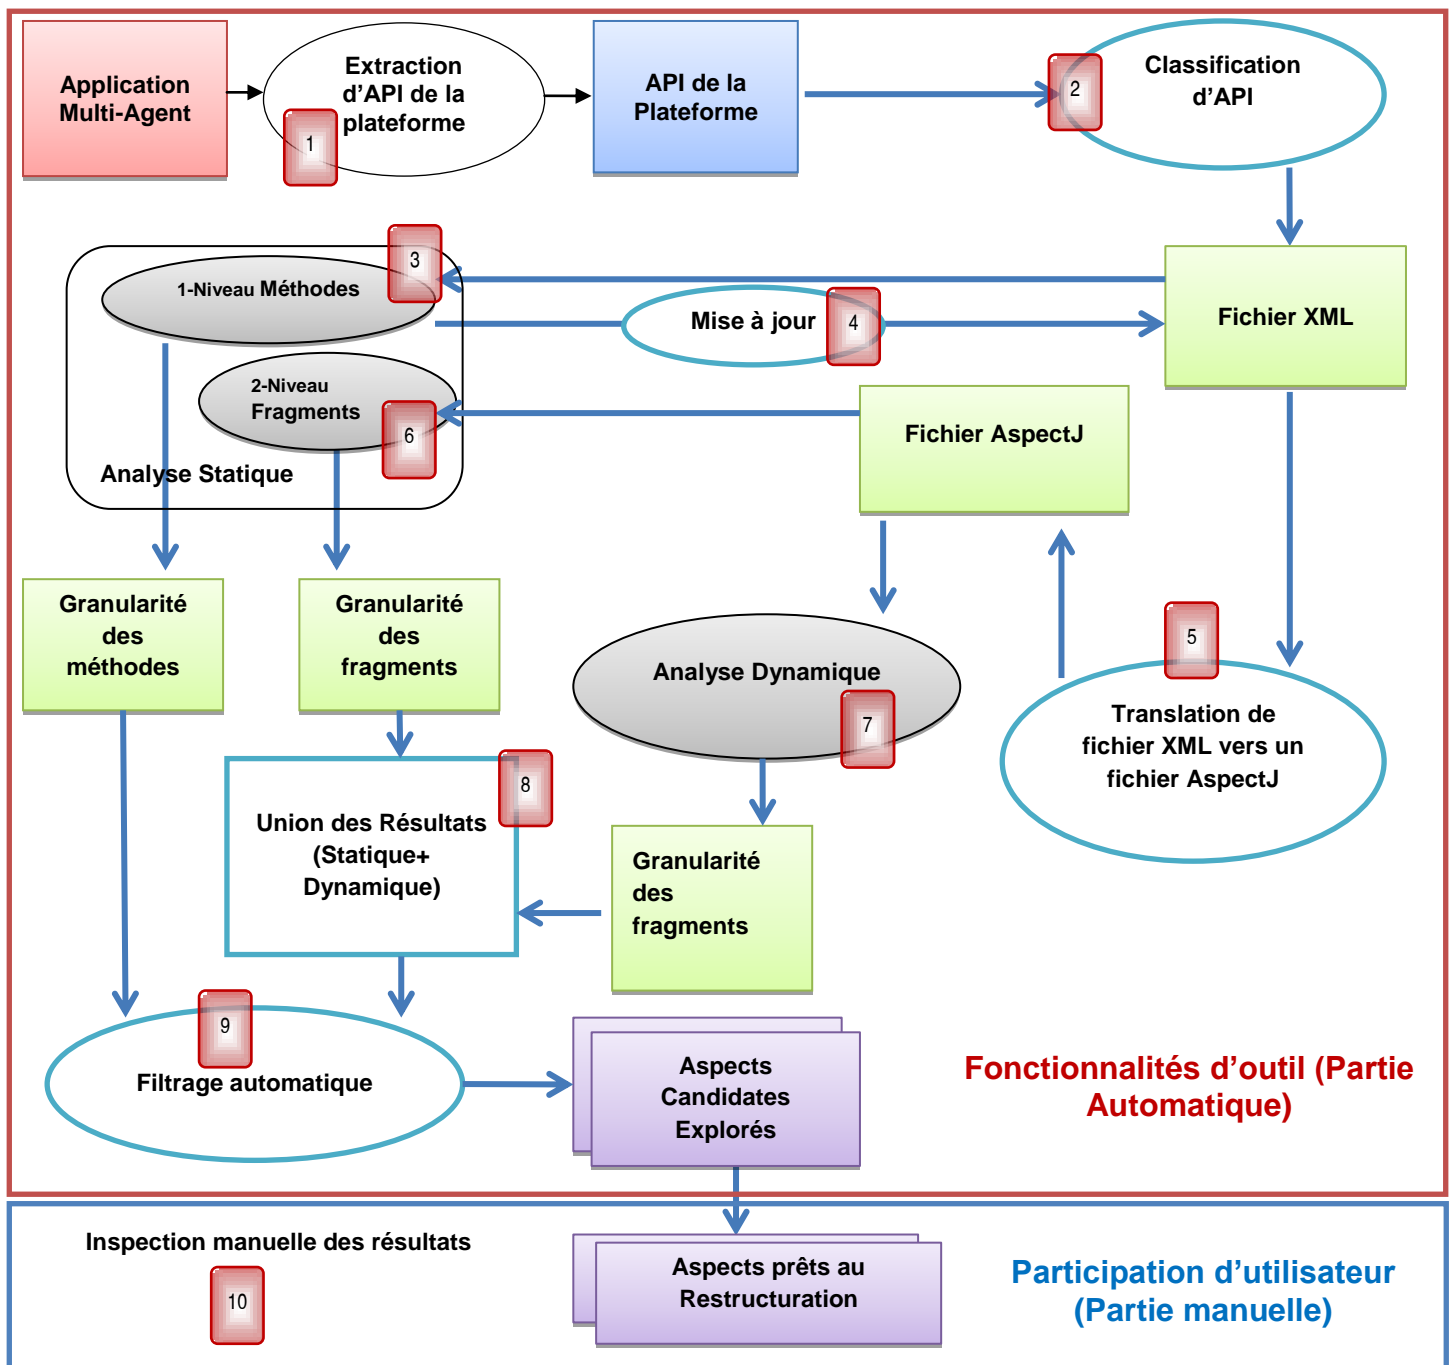 Application
Multi-Agent
Extraction
d’API de la
plateforme
1
API de la
Plateforme
2
Classification
d’API
3
1-Niveau Méthodes
Mise à jour
4
Fichier XML
2-Niveau
Fragments
6
Analyse Statique
Fichier AspectJ
Granularité
des
méthodes
Granularité
des
fragments
Analyse Dynamique
7
5
Translation de
fichier XML vers un
fichier AspectJ
8
Union des Résultats
(Statique+
Dynamique)
Granularité
des
fragments
9
Filtrage automatique
Aspects
Candidates
Explorés
Fonctionnalités d’outil (Partie
Automatique)
Inspection manuelle des résultats
10
Aspects prêts au
Restructuration
Participation d’utilisateur
(Partie manuelle)